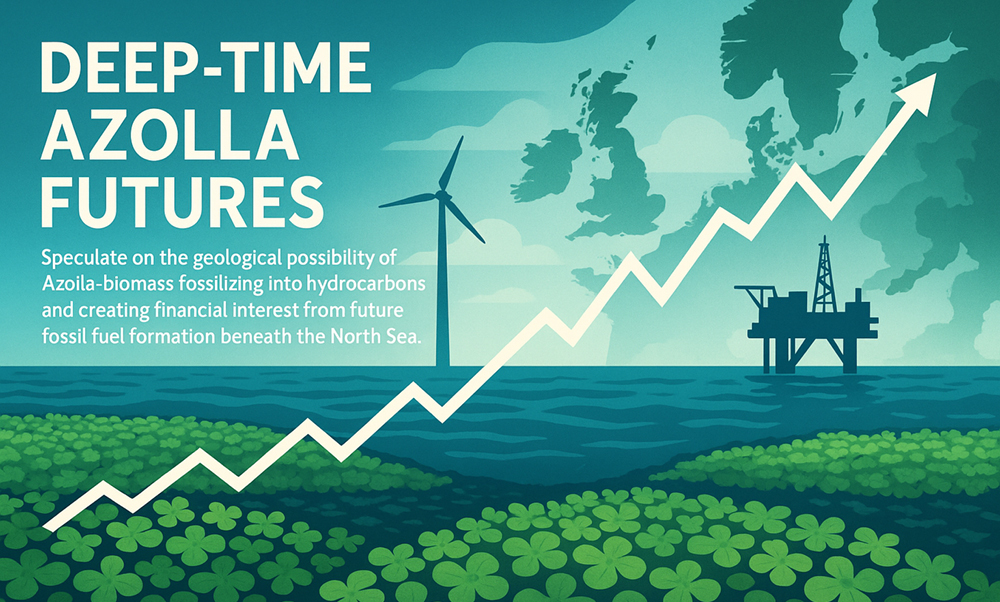 DEEP-TIME
AZOLLA
FUTURES
Speculate on the geological possibility of
Azoila-biomass fossilizing into hydrocarbons
and creating financial interest from future
fossil fuel formation beneath the North Sea.